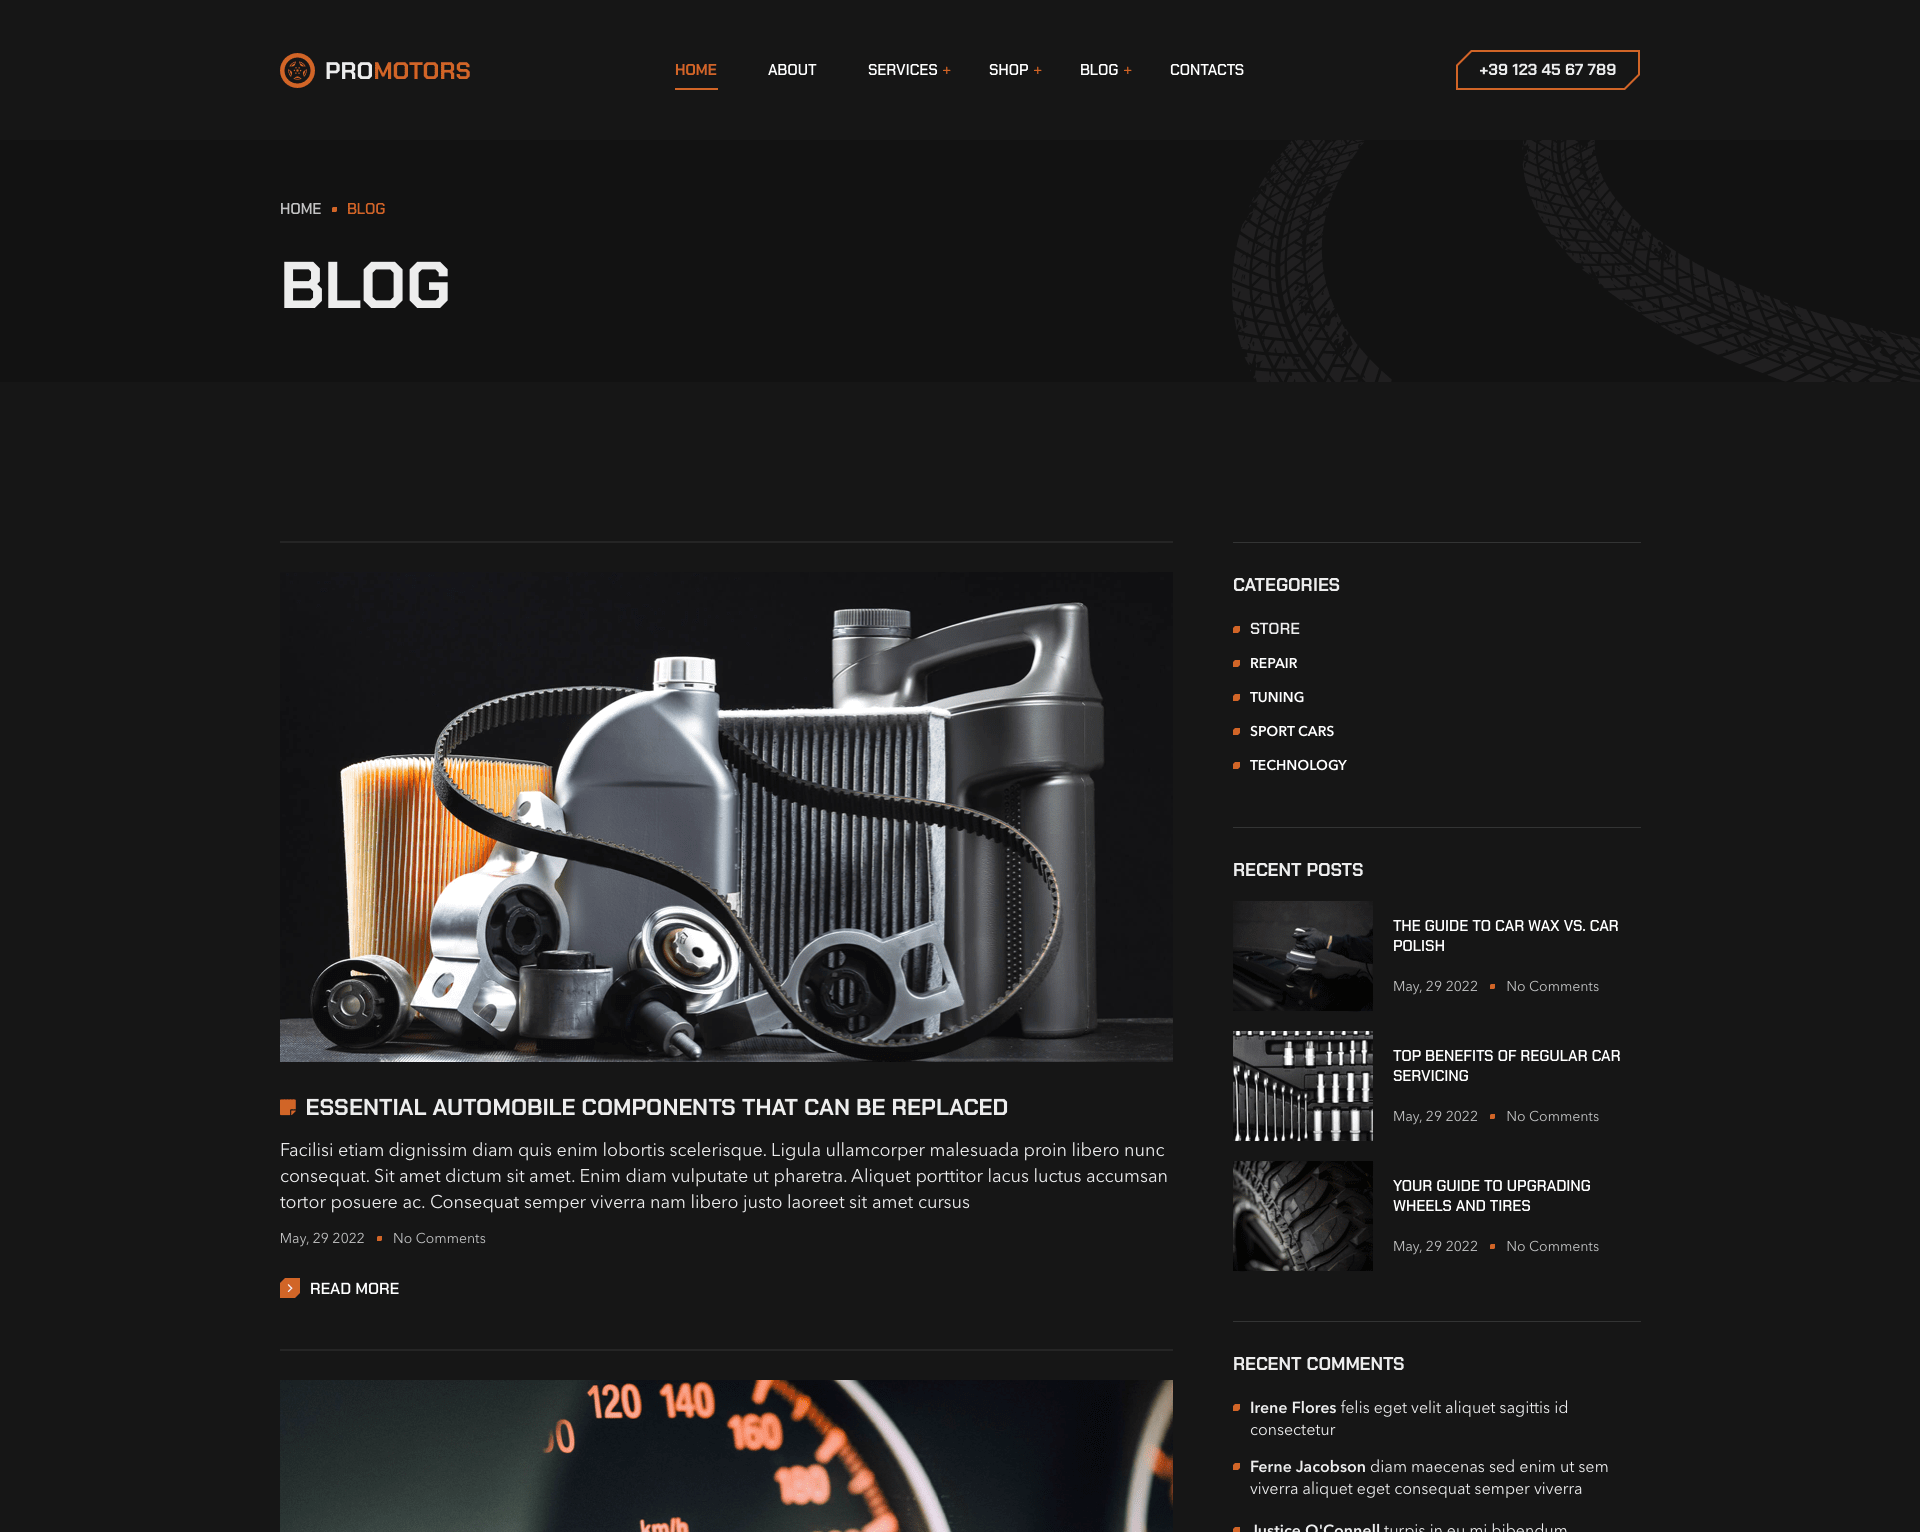 PROMOTORS
HOME
ABOUT
SERVICES +
SHOP +
BLOG +
CONTACTS
+39 123 45 67 789
HOME BLOG
BLOG
ESSENTIAL AUTOMOBILE COMPONENTS THAT CAN BE REPLACED
Facilisi etiam dignissim diam quis enim lobortis scelerisque. Ligula ullamcorper malesuada proin libero nunc
consequat. Sit amet dictum sit amet. Enim diam vulputate ut pharetra. Aliquet porttitor lacus luctus accumsan
tortor posuere ac. Consequat semper viverra nam libero justo laoreet sit amet cursus
May, 29 2022 No Comments
READ MORE
120 140
160
180
km/h
CATEGORIES
STORE
REPAIR
TUNING
SPORT CARS
TECHNOLOGY
RECENT POSTS
THE GUIDE TO CAR WAX VS. CAR
POLISH
May, 29 2022 No Comments
TOP BENEFITS OF REGULAR CAR
SERVICING
May, 29 2022 No Comments
YOUR GUIDE TO UPGRADING
WHEELS AND TIRES
May, 29 2022 No Comments
RECENT COMMENTS
Irene Flores felis eget velit aliquet sagittis id
consectetur
Ferne Jacobson diam maecenas sed enim ut sem
viverra aliquet eget consequat semper viverra
Justice O'Connell turpis in eu mi bibendum